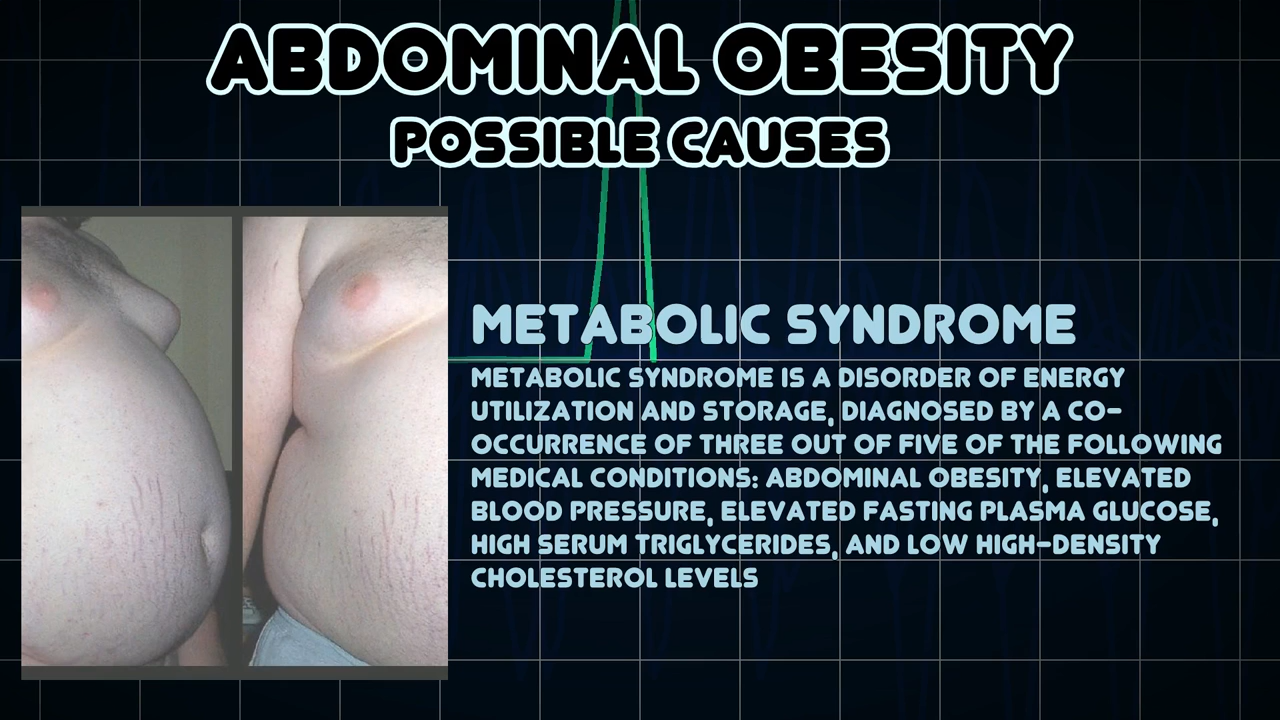 ABDOMINAL OBESITY
POSSIBLE CAUSES
METABOLIC SYNDROME
METABOLIC SYNDROME IS A DISORDER OF ENERGY
UTILIZATION AND STORAGE, DIAGNOSED BY A CO-
OCCURRENCE OF THREE OUT OF FIVE OF THE FOLLOWING
MEDICAL CONDITIONS: ABDOMINAL OBESITY, ELEVATED
BLOOD PRESSURE, ELEVATED FASTING PLASMA GLUCOSE,
HIGH SERUM TRIGLYCERIDES, AND LOW HIGH-DENSITY
CHOLESTEROL LEVELS